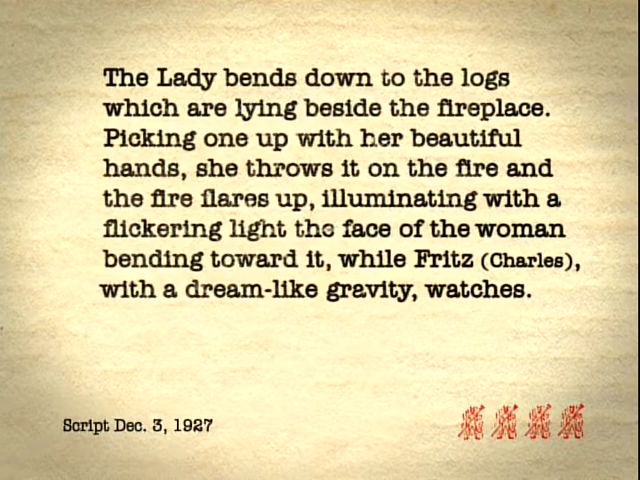 The Lady bends down to the logs
which are lying beside the fireplace.
Picking one up with her beautiful
hands, she throws it on the fire and
the fire flares up, illuminating with a
flickering light the face of the woman
bending toward it, while Fritz (Charles),
with a dream-like gravity, watches.
Script Dec. 3, 1927